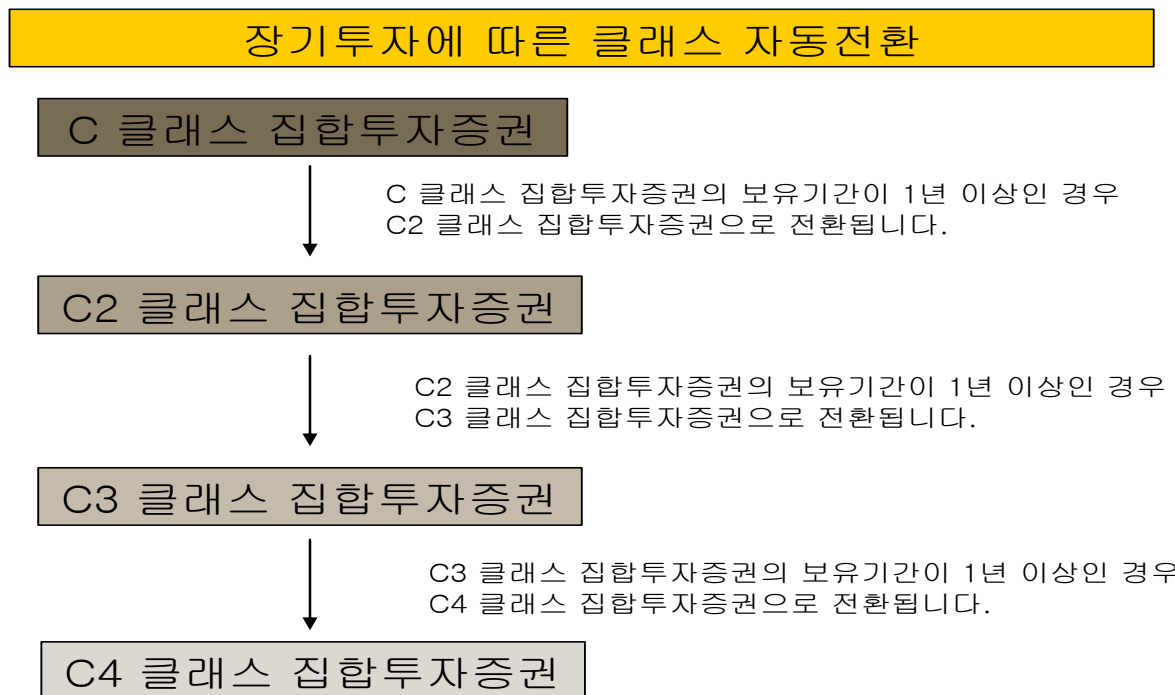 장기투자에 따른 클래스 자동전환
C 클래스 집합투자증권
C 클래스 집합투자증권의 보유기간이 1년 이상인 경우
C2 클래스 집합투자증권으로 전환됩니다.
C2 클래스 집합투자증권
C2 클래스 집합투자증권의 보유기간이 1년 이상인 경우
C3 클래스 집합투자증권으로 전환됩니다.
C3 클래스 집합투자증권
C3 클래스 집합투자증권의 보유기간이 1년 이상인 경우
C4 클래스 집합투자증권으로 전환됩니다.
C4 클래스 집합투자증권